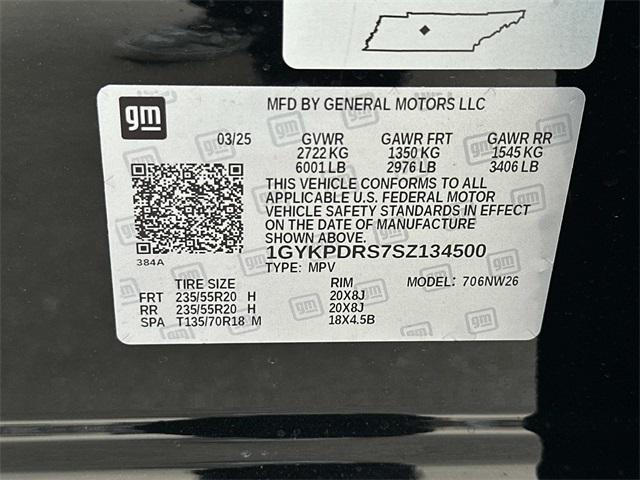 gm
MFD BY GENERAL MOTORS LLC
03/25 GVWR GAWR FRT GAWR RR
2722 KG 1350 KG 1545 KG
6001 LB 2976 LB 3406 LB
THIS VEHICLE CONFORMS TO ALL
APPLICABLE U.S. FEDERAL MOTOR
VEHICLE SAFETY STANDARDS IN EFFECT
ON THE DATE OF MANUFACTURE
SHOWN ABOVE.
384A
1GYKPDRS7SZ134500
TYPE: MPV MODEL: 706NW26
TIRE SIZE RIM
FRT 235/55R20 H 20X8J
RR 235/55R20 H 20X8J
SPA T135/70R18 M 18X4.5B